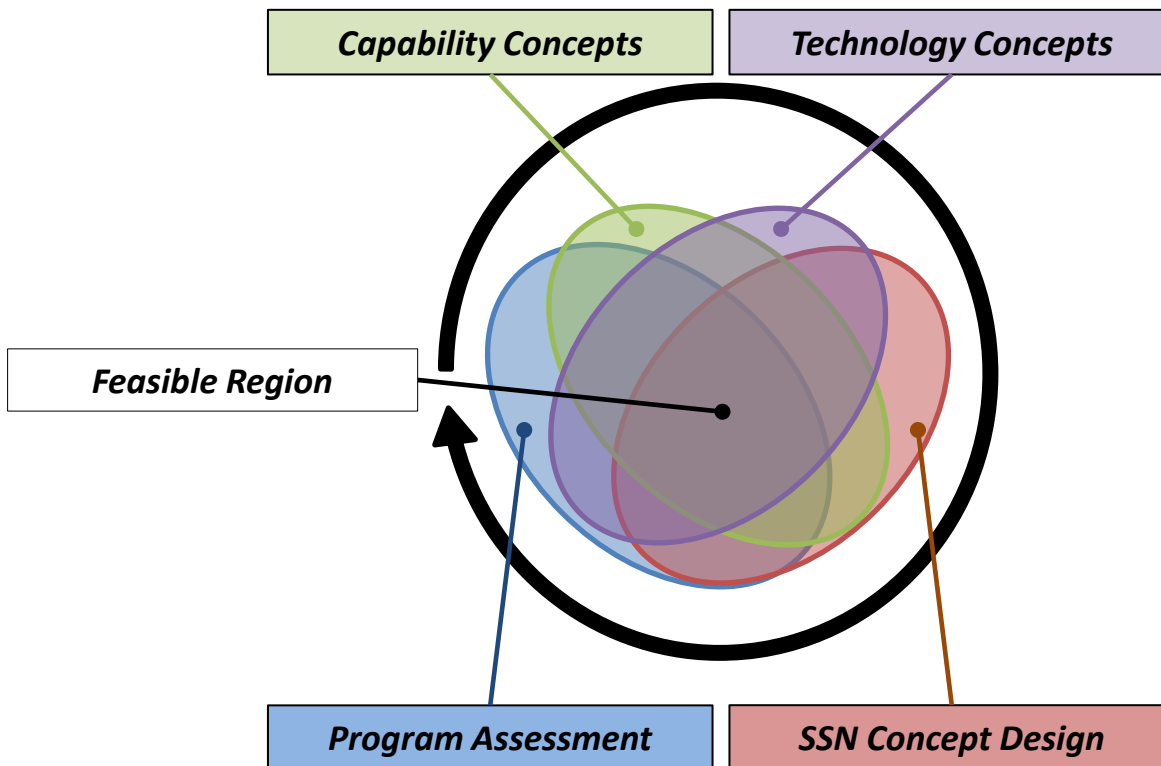 Capability Concepts
Technology Concepts
Feasible Region
Program Assessment
SSN Concept Design